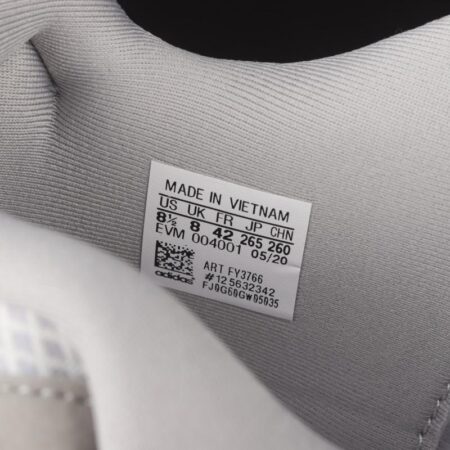 MADE IN VIETNAM
US UK FR JP CHN
8½ 8 42 265 260
EVM 004001 05/20
ART FY3766
#125632342
FJ0G60GW05035
adidas